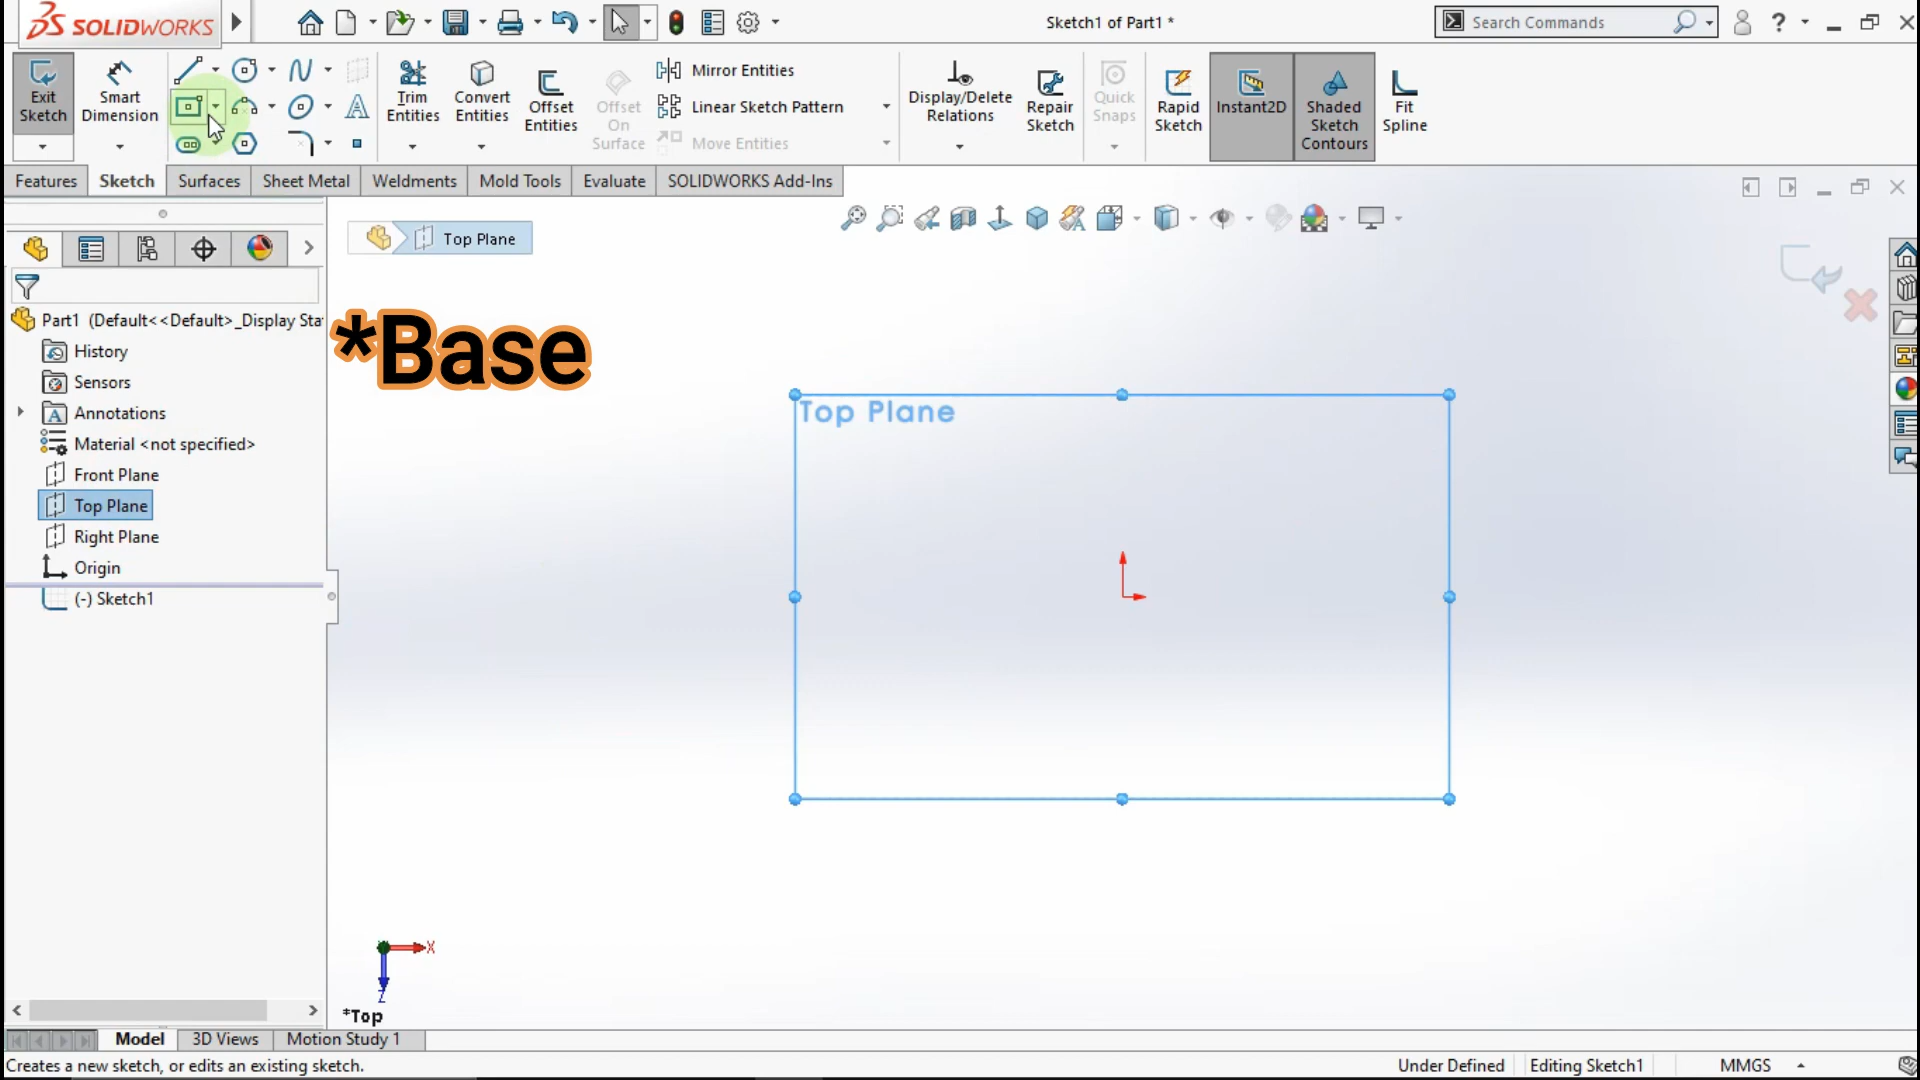 SOLIDWORKS
Sketch1 of Part1 *
Search Commands
?
Exit Sketch
Smart Dimension
Trim Entities
Convert Entities
Offset Entities
Offset On Surface
Mirror Entities
Linear Sketch Pattern
Move Entities
Display/Delete Relations
Repair Sketch
Quick Snaps
Rapid Sketch
Instant2D
Shaded Sketch Contours
Fit Spline
Features
Sketch
Surfaces
Sheet Metal
Weldments
Mold Tools
Evaluate
SOLIDWORKS Add-Ins
Top Plane
Part1 (Default<<Default>_Display Sta
History
Sensors
Annotations
Material <not specified>
Front Plane
Top Plane
Right Plane
Origin
(-) Sketch1
*Base
Top Plane
X
Z
*Top
Model
3D Views
Motion Study 1
Creates a new sketch, or edits an existing sketch.
Under Defined
Editing Sketch1
MMGS